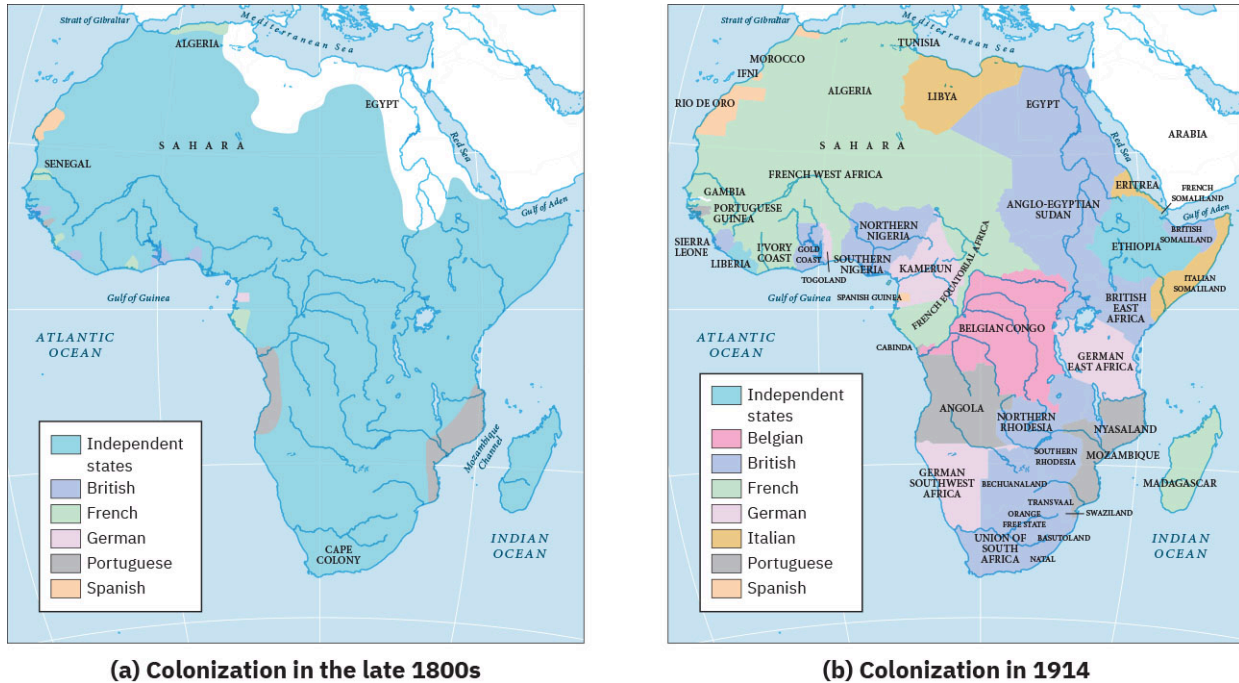 Strait of Gibraltar
Mediterranean Sea
ALGERIA
EGYPT
SAHARA
Red Sea
SENEGAL
Gulf of Aden
Gulf of Guinea
ATLANTIC
OCEAN
Mozambique
Channel
INDIAN
OCEAN
CAPE
COLONY
Independent
states
British
French
German
Portuguese
Spanish
(a) Colonization in the late 1800s
Strait of Gibraltar
Mediterranean Sea
TUNISIA
MOROCCO
IFNI
ALGERIA
LIBYA
EGYPT
RIO DE ORO
ARABIA
Red Sea
SAHARA
FRENCH WEST AFRICA
GAMBIA
PORTUGUESE
GUINEA
ERITREA
FRENCH
SOMALILAND
Gulf of Aden
ANGLO-EGYPTIAN
SUDAN
NORTHERN
NIGERIA
BRITISH
SOMALILAND
SIERRA
LEONE
LIBERIA
I'VORY
COAST
GOLD
COAST
SOUTHERN
NIGERIA
TOGOLAND
KAMERUN
ETHIOPIA
ITALIAN
SOMALILAND
Gulf of Guinea
SPANISH GUINEA
FRENCH EQUATORIAL AFRICA
BRITISH
EAST
AFRICA
BELGIAN CONGO
ATLANTIC
OCEAN
CABINDA
GERMAN
EAST AFRICA
ANGOLA
NORTHERN
RHODESIA
NYASALAND
SOUTHERN
RHODESIA
MOZAMBIQUE
GERMAN
SOUTHWEST
AFRICA
BECHUANALAND
MADAGASCAR
TRANSVAAL
SWAZILAND
ORANGE
FREE STATE
BASUTOLAND
UNION OF
SOUTH
AFRICA
NATAL
INDIAN
OCEAN
Independent
states
Belgian
British
French
German
Italian
Portuguese
Spanish
(b) Colonization in 1914